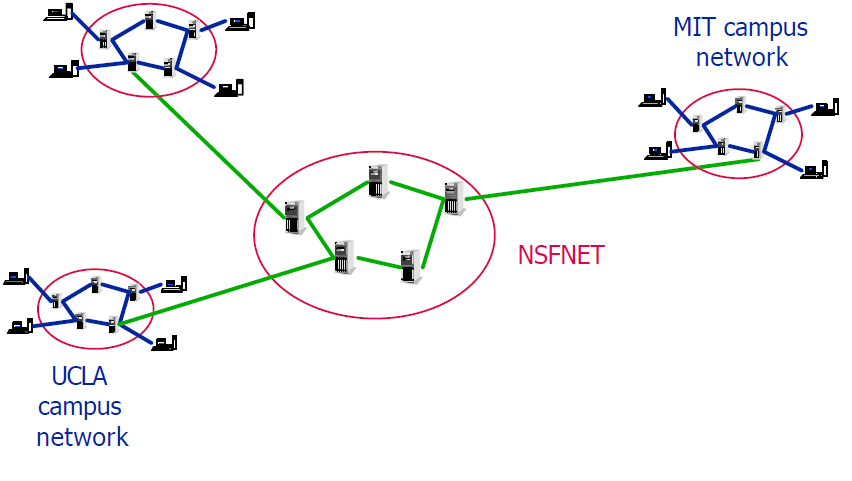 MIT campus
network
NSFNET
UCLA
campus
network